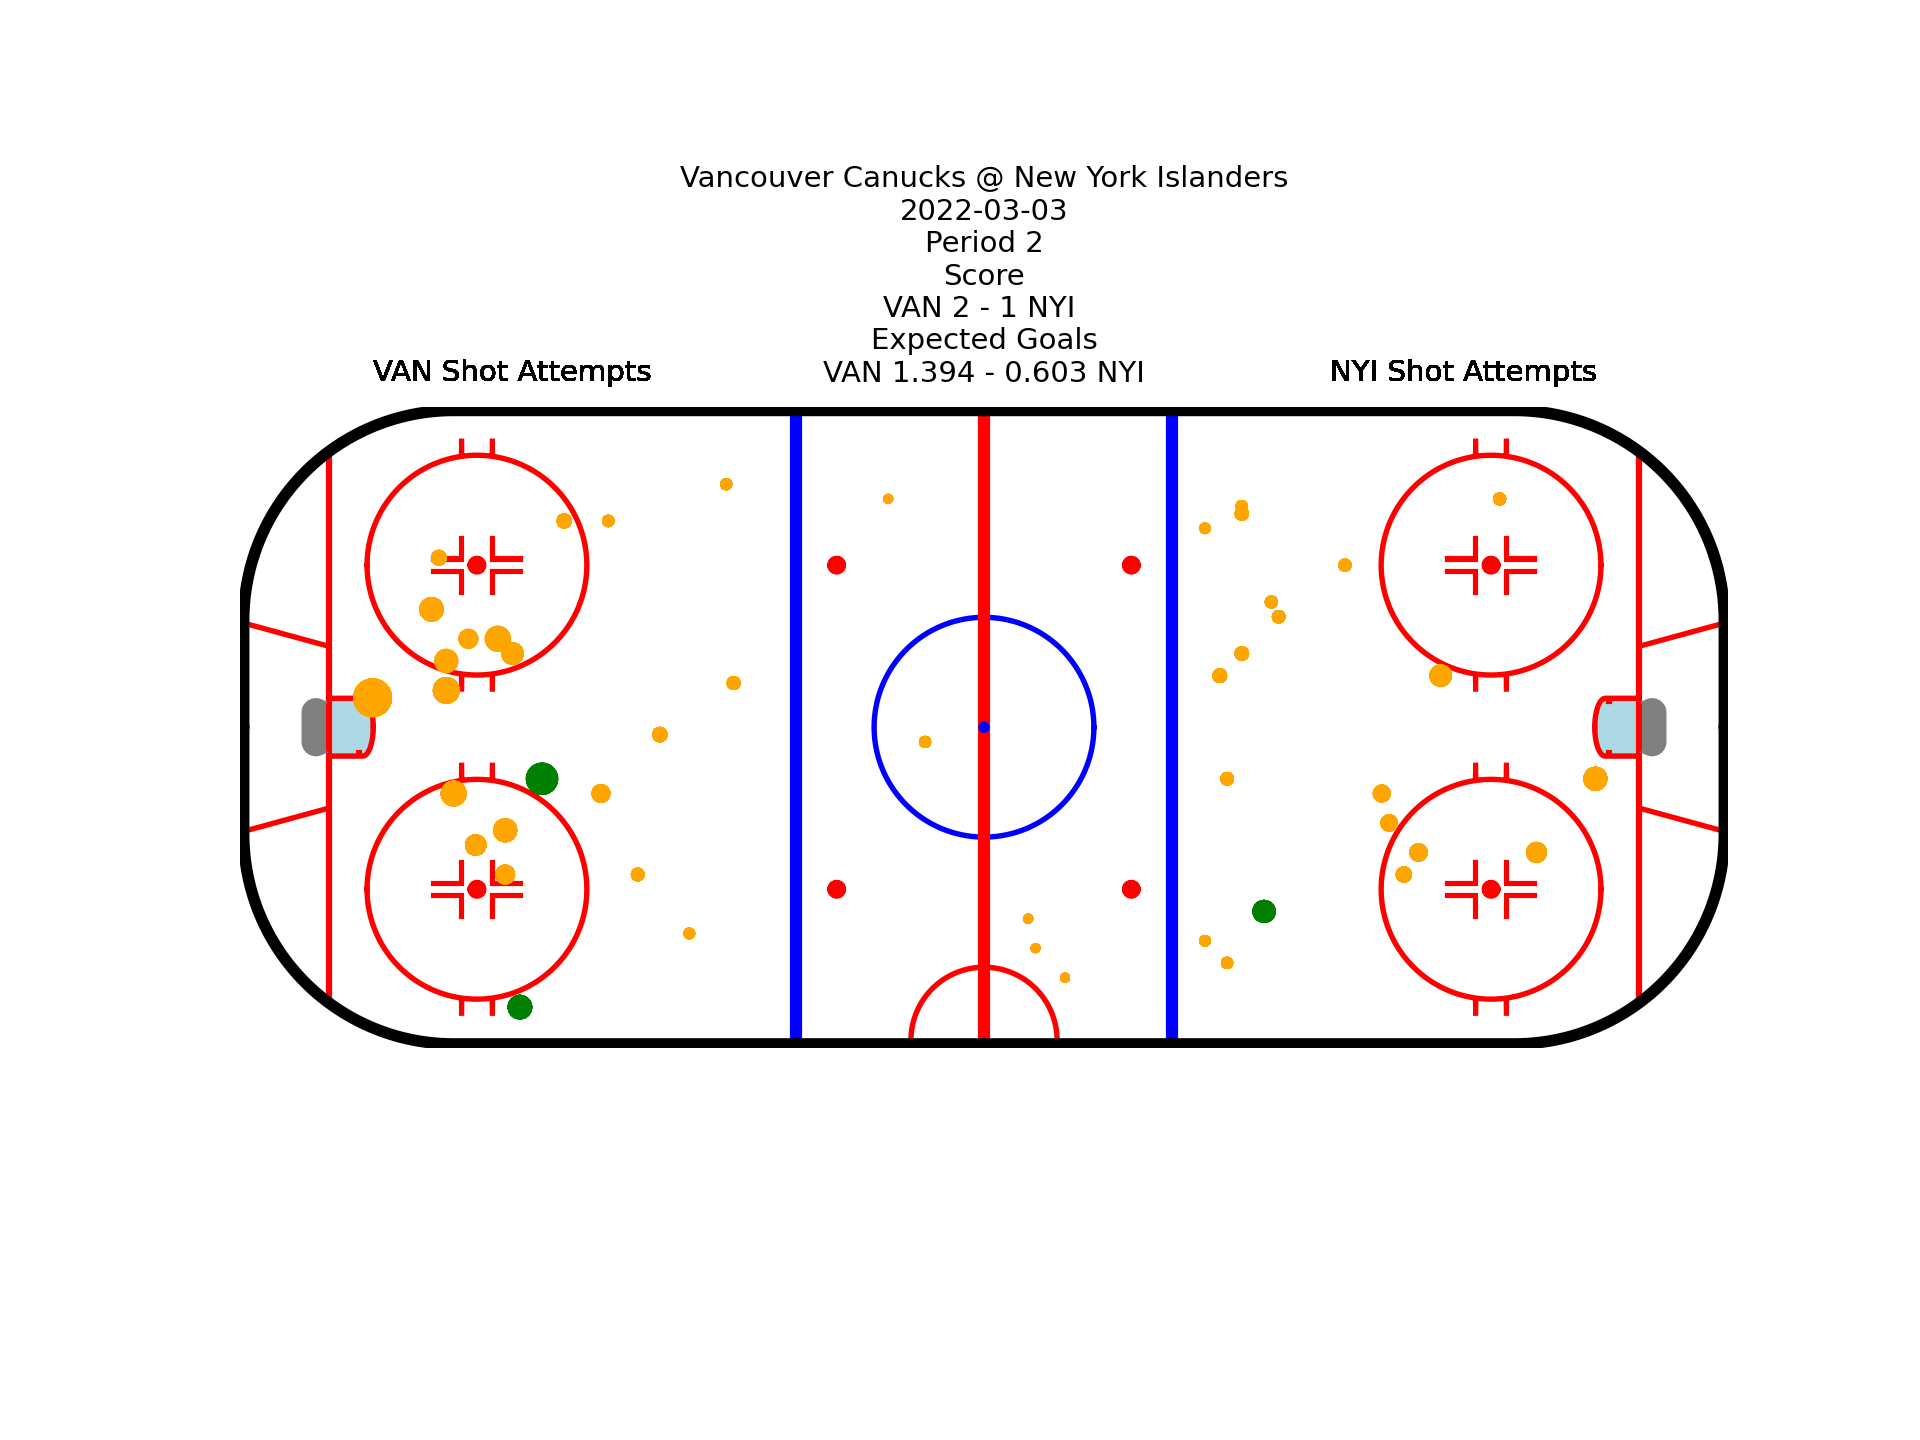 Vancouver Canucks @ New York Islanders
2022-03-03
Period 2
Score
VAN 2 - 1 NYI
Expected Goals
VAN 1.394 - 0.603 NYI
VAN Shot Attempts
NYI Shot Attempts